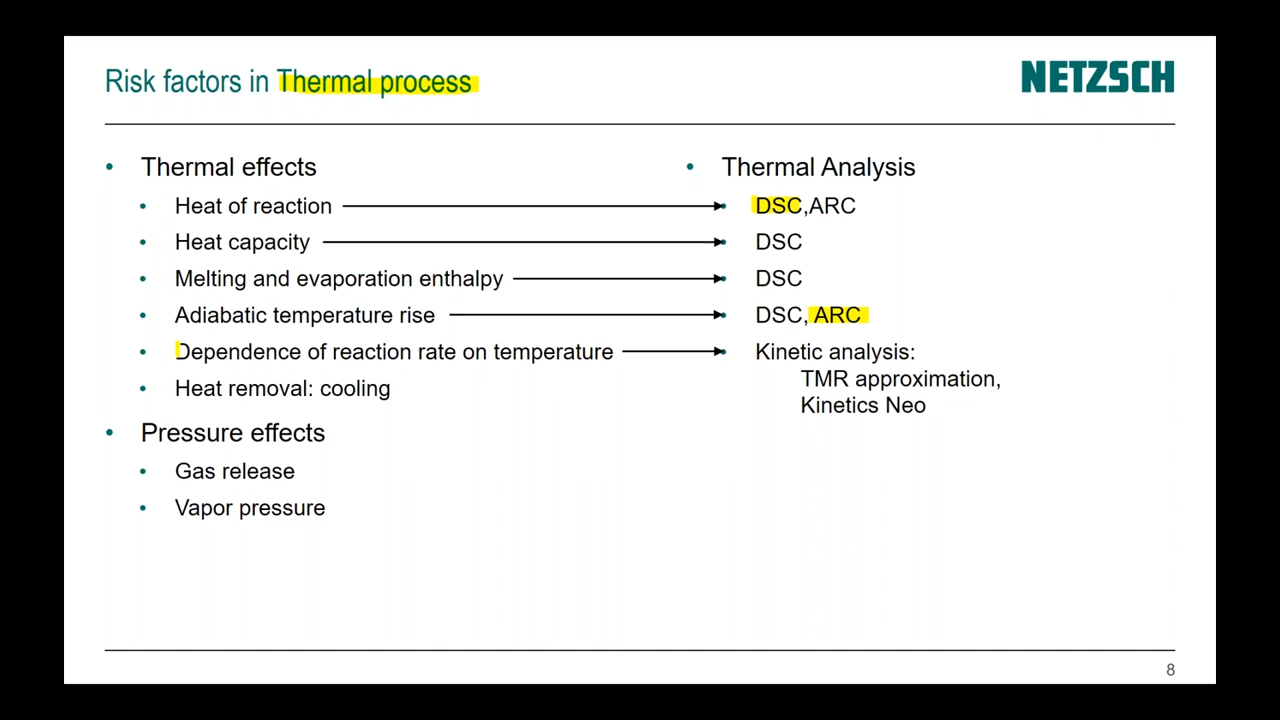 Risk factors in Thermal process
NETZSCH
Thermal effects
Heat of reaction
Heat capacity
Melting and evaporation enthalpy
Adiabatic temperature rise
Dependence of reaction rate on temperature
Heat removal: cooling
Pressure effects
Gas release
Vapor pressure
Thermal Analysis
DSC,ARC
DSC
DSC
DSC, ARC
Kinetic analysis:
TMR approximation,
Kinetics Neo
8